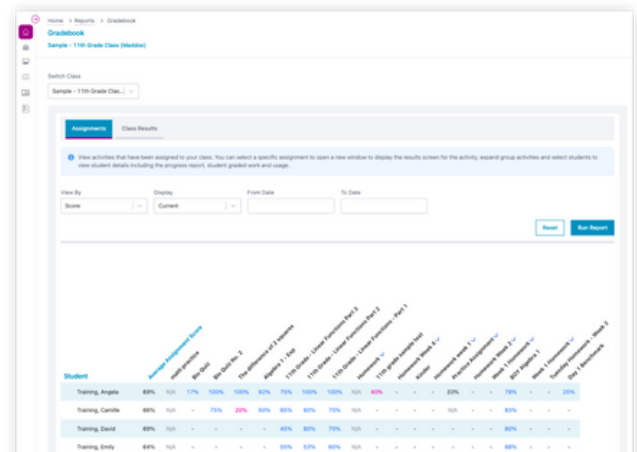 Home > Reports > Gradebook
Gradebook
Sample - 11th Grade Class (Maddox)
Switch Class
Sample - 11th Grade Clas...
Assignments Class Results
View activities that have been assigned to your class. You can select a specific assignment to open a new window to display the results screen for the activity, expand group activities and select students to
view student details including the progress report, student graded work and usage.
View By Display From Date To Date
Score Current
Reset Run Report
Student Average Assignment Score math practice Bio Quiz Bio Quiz No. 2 The difference of 2 squares Algebra 1 - Exp 11th Grade - Linear Functions Part 3 11th Grade - Linear Functions Part 2 11th Grade - Linear Functions - Part 1 Homework 11th grade sample test Homework Week 4 Kinder Homework week 1 Practice Assignment Homework Week 2 BOY Algebra 1 Week 1 Homework Tuesday Homework - Week 2 Day 1 Benchmark
Training, Angela 69% N/A 17% 100% 100% 92% 75% 100% 100% N/A 40% - - - 33% - - 78% - - 25%
Training, Camille 66% N/A - 75% 20% 50% 85% 80% 70% N/A - - - - N/A - - 83% - - -
Training, David 69% N/A - - - - 45% 80% 70% N/A - - - - - - - 80% - - -
Training, Emily 64% N/A - - - - 55% 53% 60% N/A - - - - - - - 88% - - -